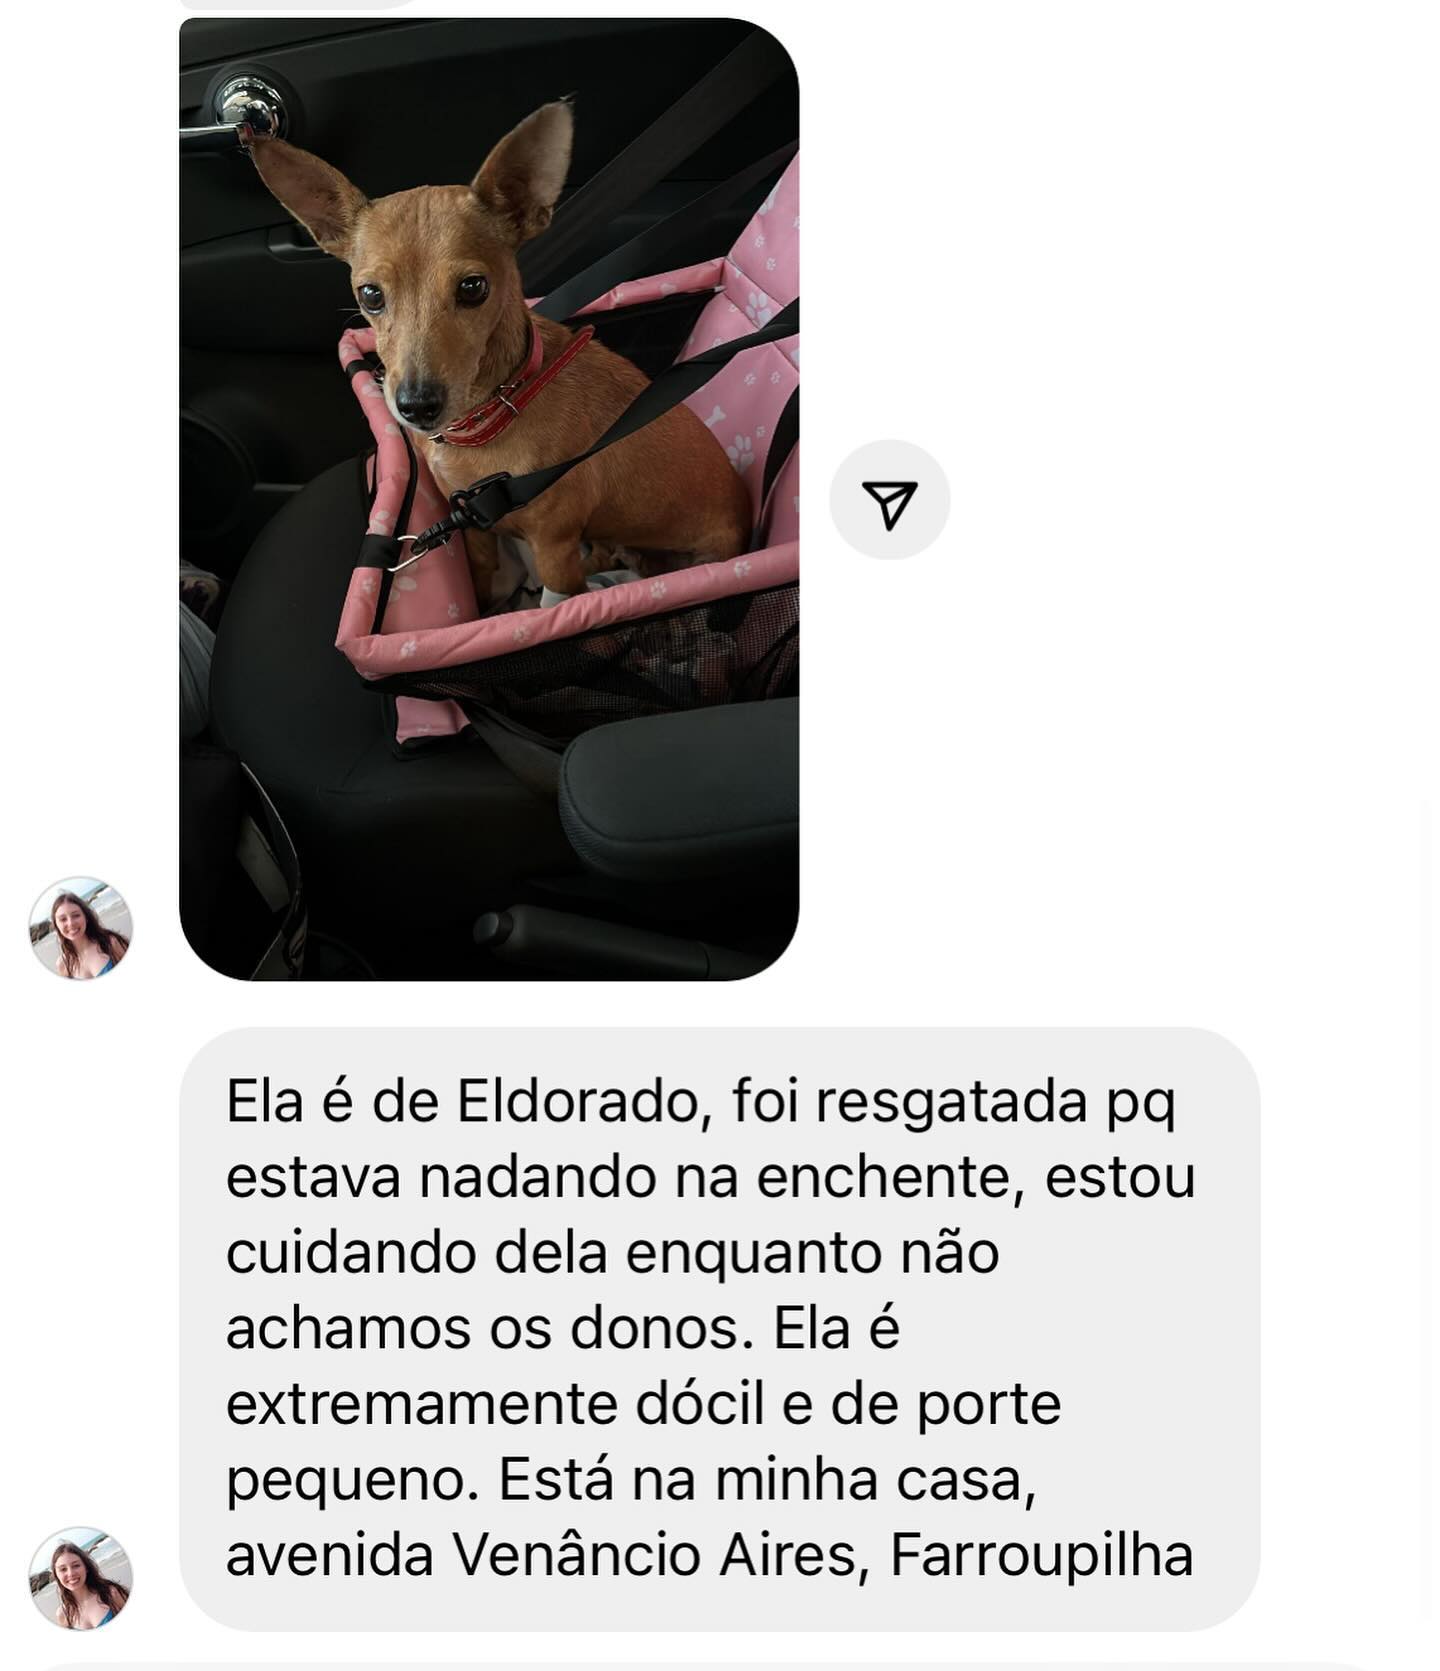 Ela é de Eldorado, foi resgatada pq
estava nadando na enchente, estou
cuidando dela enquanto não
achamos os donos. Ela é
extremamente dócil e de porte
pequeno. Está na minha casa,
avenida Venâncio Aires, Farroupilha